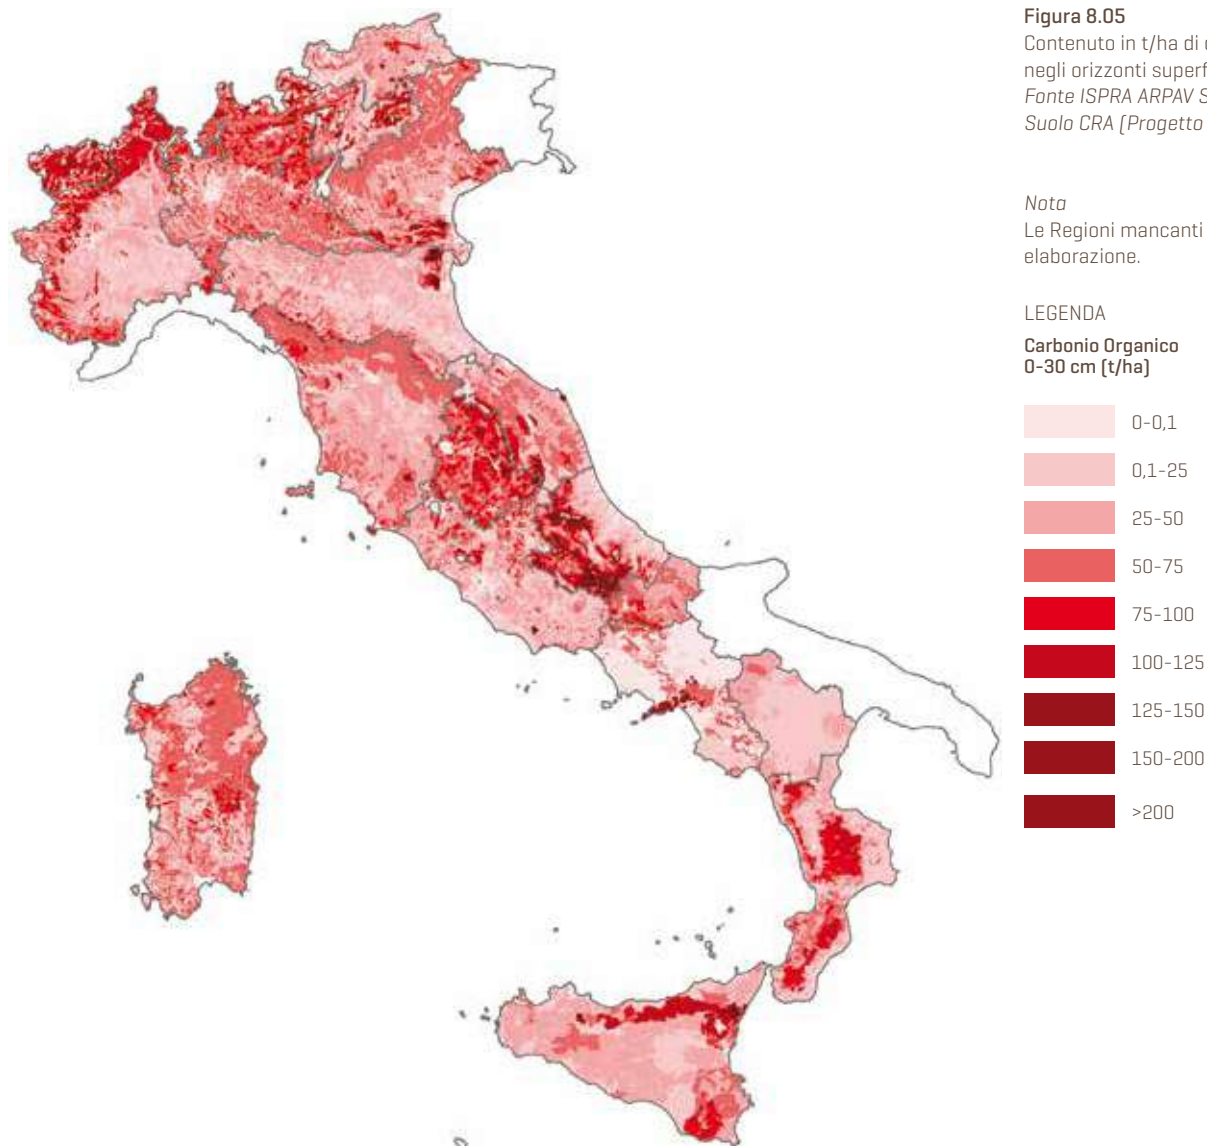 Figura 8.05
Contenuto in t/ha di
negli orizzonti
Fonte ISPRA ARPAV
Suolo CRA (Progetto
Nota
Le Regioni mancanti
elaborazione.
LEGENDA
Carbonio Organico
0-30 cm (t/ha)
0-0,1
0,1-25
25-50
50-75
75-100
100-125
125-150
150-200
>200